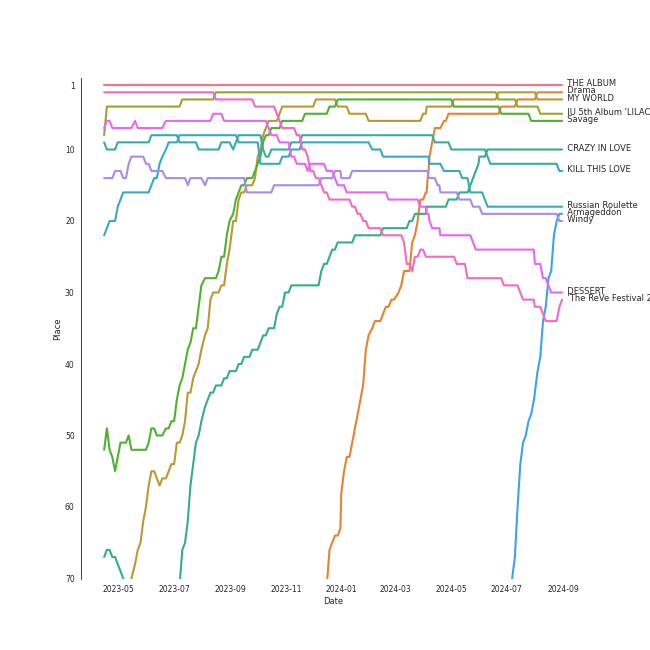 1
10
20
30
40
50
60
70
Place
2023-05
2023-07
2023-09
2023-11
2024-01
2024-03
2024-05
2024-07
2024-09
Date
THE ALBUM
Drama
MY WORLD
IU 5th Album 'LILAC
Savage
CRAZY IN LOVE
KILL THIS LOVE
Russian Roulette
Armageddon
Windy
DESSERT
'The ReVe Festival 2